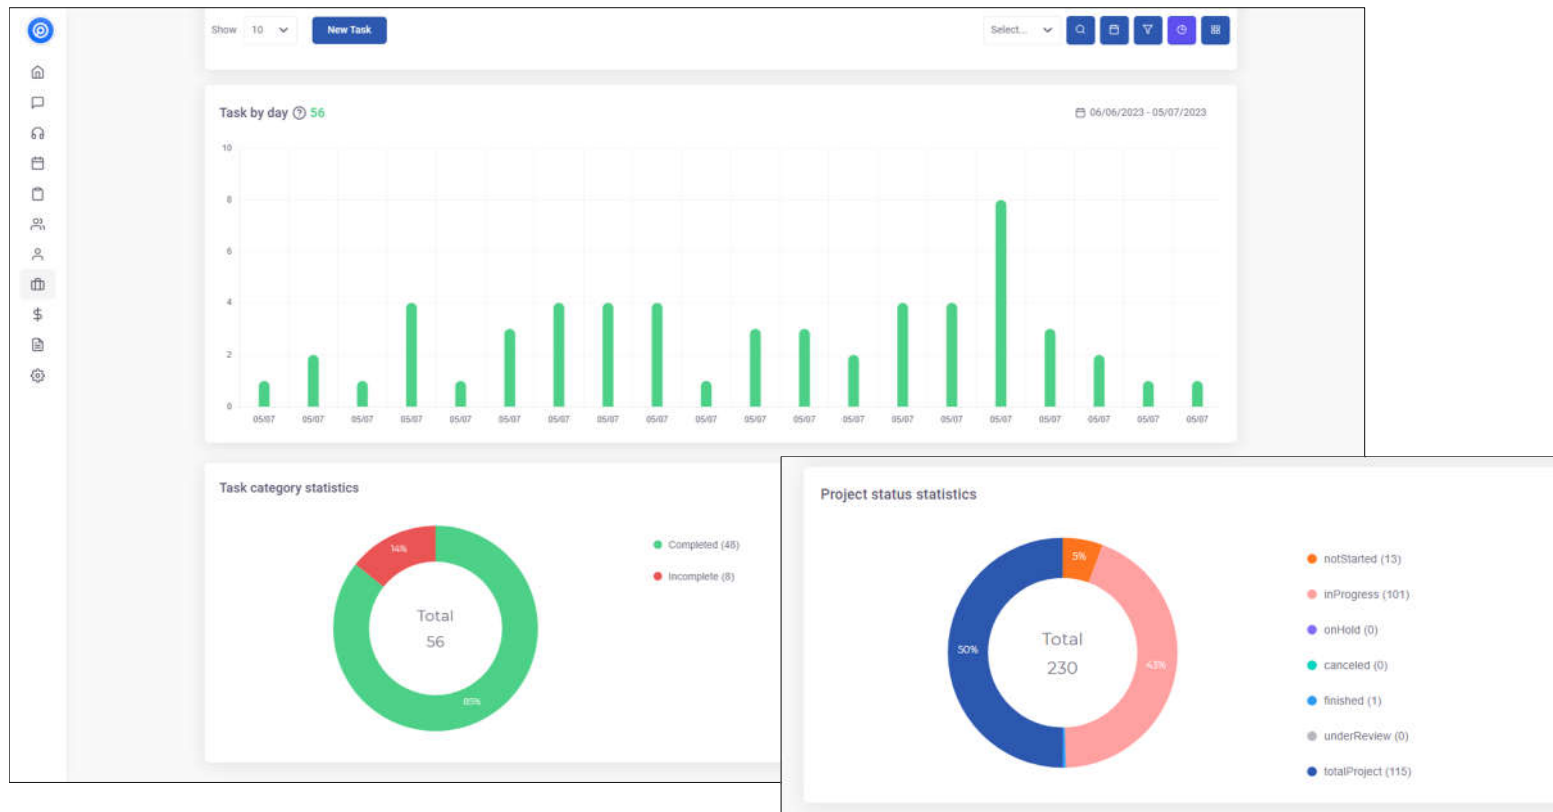 Show 10 New Task Select...
Task by day 56 06/06/2023 - 05/07/2023
10
8
6
4
2
0
05/07 05/07 05/07 05/07 05/07 05/07 05/07 05/07 05/07 05/07 05/07 05/07 05/07 05/07 05/07 05/07 05/07 05/07 05/07 05/07
Task category statistics
14%
Completed (48)
Incomplete (8)
Total
56
85%
Project status statistics
5%
notStarted (13)
inProgress (101)
onHold (0)
Total
50%
43%
230
canceled (0)
finished (1)
underReview (0)
totalProject (115)